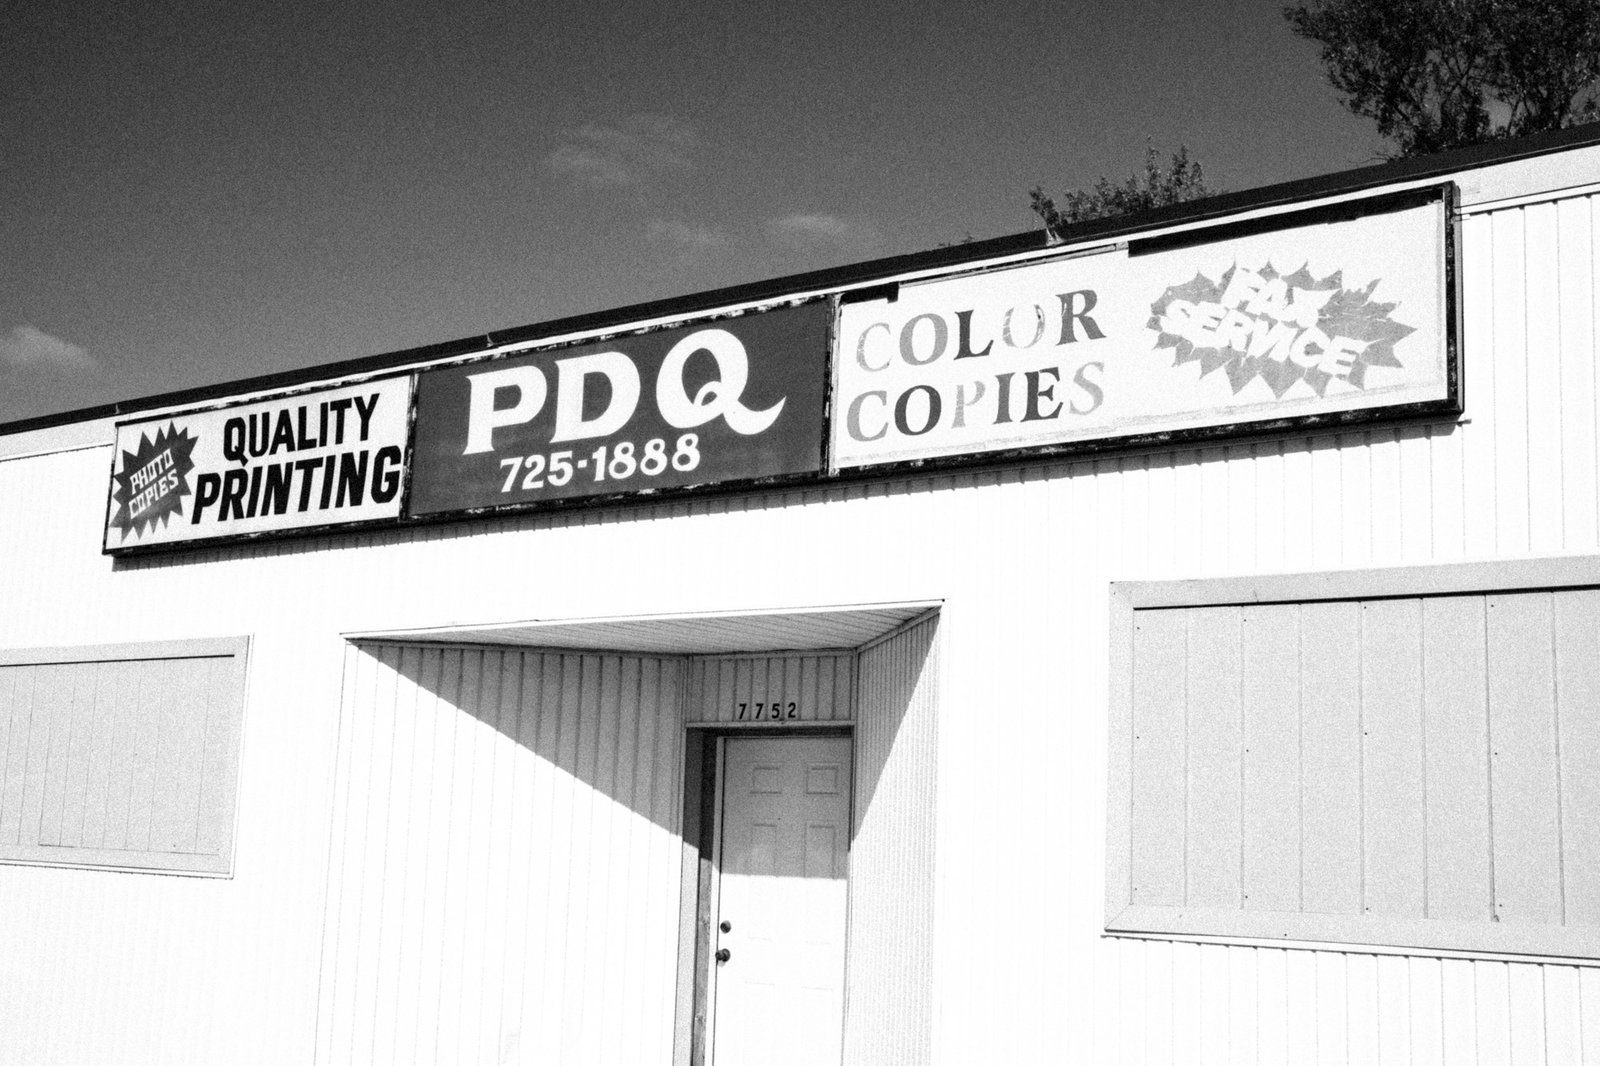 PHOTO
COPIES
QUALITY
PRINTING
PDQ
725-1888
COLOR
COPIES
FAX
SERVICE
7752